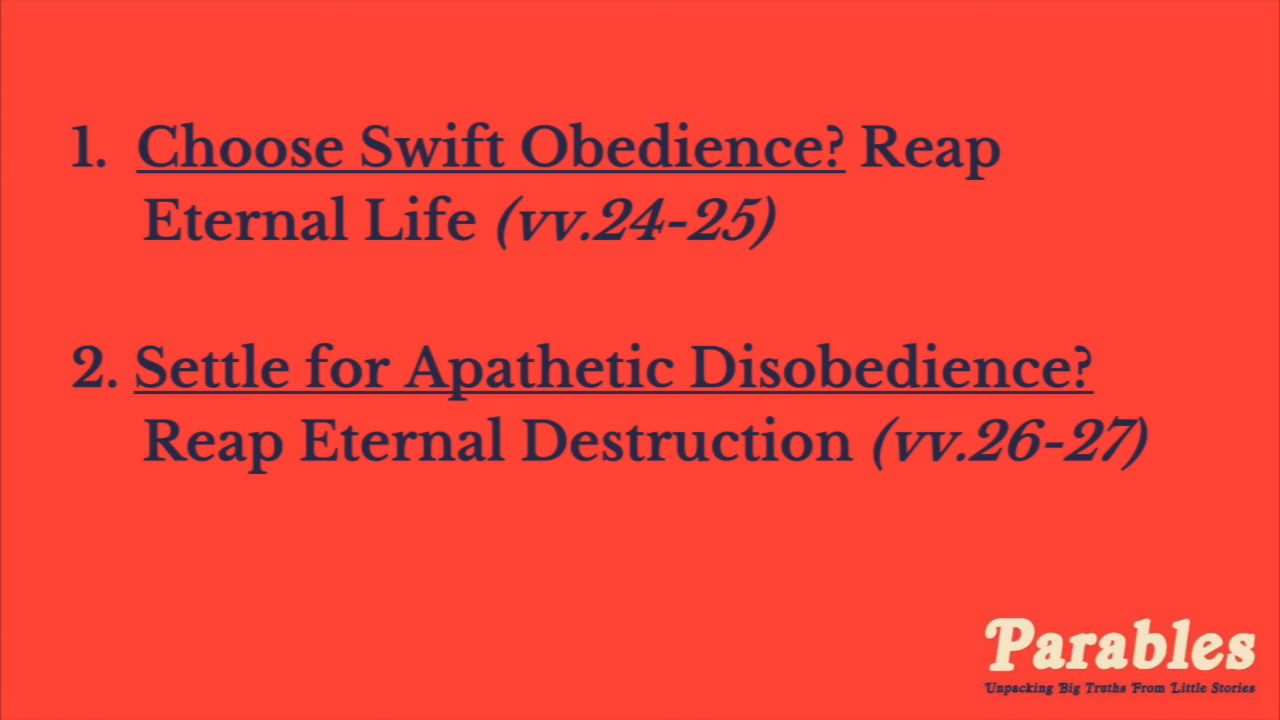 1. Choose Swift Obedience? Reap
Eternal Life (vv.24-25)
2. Settle for Apathetic Disobedience?
Reap Eternal Destruction (vv.26-27)
Parables
Unpacking Big Truths From Little Stories